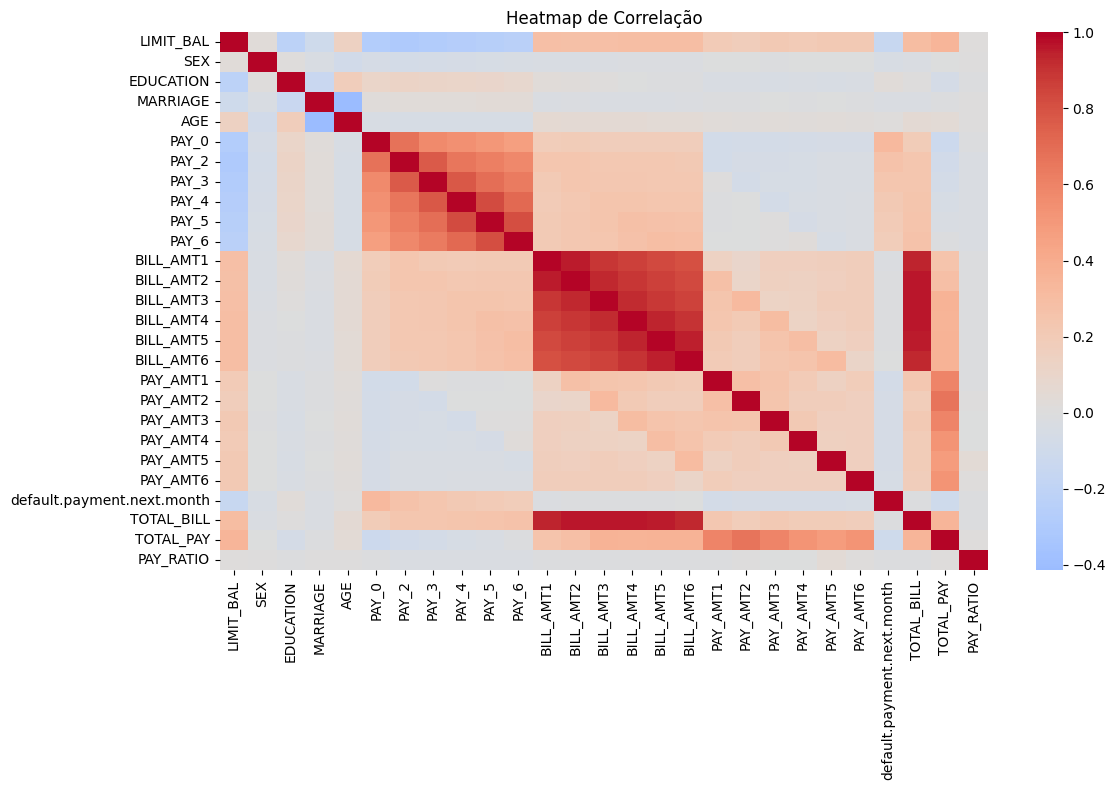 Heatmap de Correlação
LIMIT_BAL
SEX
EDUCATION
MARRIAGE
AGE
PAY_0
PAY_2
PAY_3
PAY_4
PAY_5
PAY_6
BILL_AMT1
BILL_AMT2
BILL_AMT3
BILL_AMT4
BILL_AMT5
BILL_AMT6
PAY_AMT1
PAY_AMT2
PAY_AMT3
PAY_AMT4
PAY_AMT5
PAY_AMT6
default.payment.next.month
TOTAL_BILL
TOTAL_PAY
PAY_RATIO
LIMIT_BAL
SEX
EDUCATION
MARRIAGE
AGE
PAY_0
PAY_2
PAY_3
PAY_4
PAY_5
PAY_6
BILL_AMT1
BILL_AMT2
BILL_AMT3
BILL_AMT4
BILL_AMT5
BILL_AMT6
PAY_AMT1
PAY_AMT2
PAY_AMT3
PAY_AMT4
PAY_AMT5
PAY_AMT6
default.payment.next.month
TOTAL_BILL
TOTAL_PAY
PAY_RATIO
1.0
0.8
0.6
0.4
0.2
0.0
−0.2
−0.4